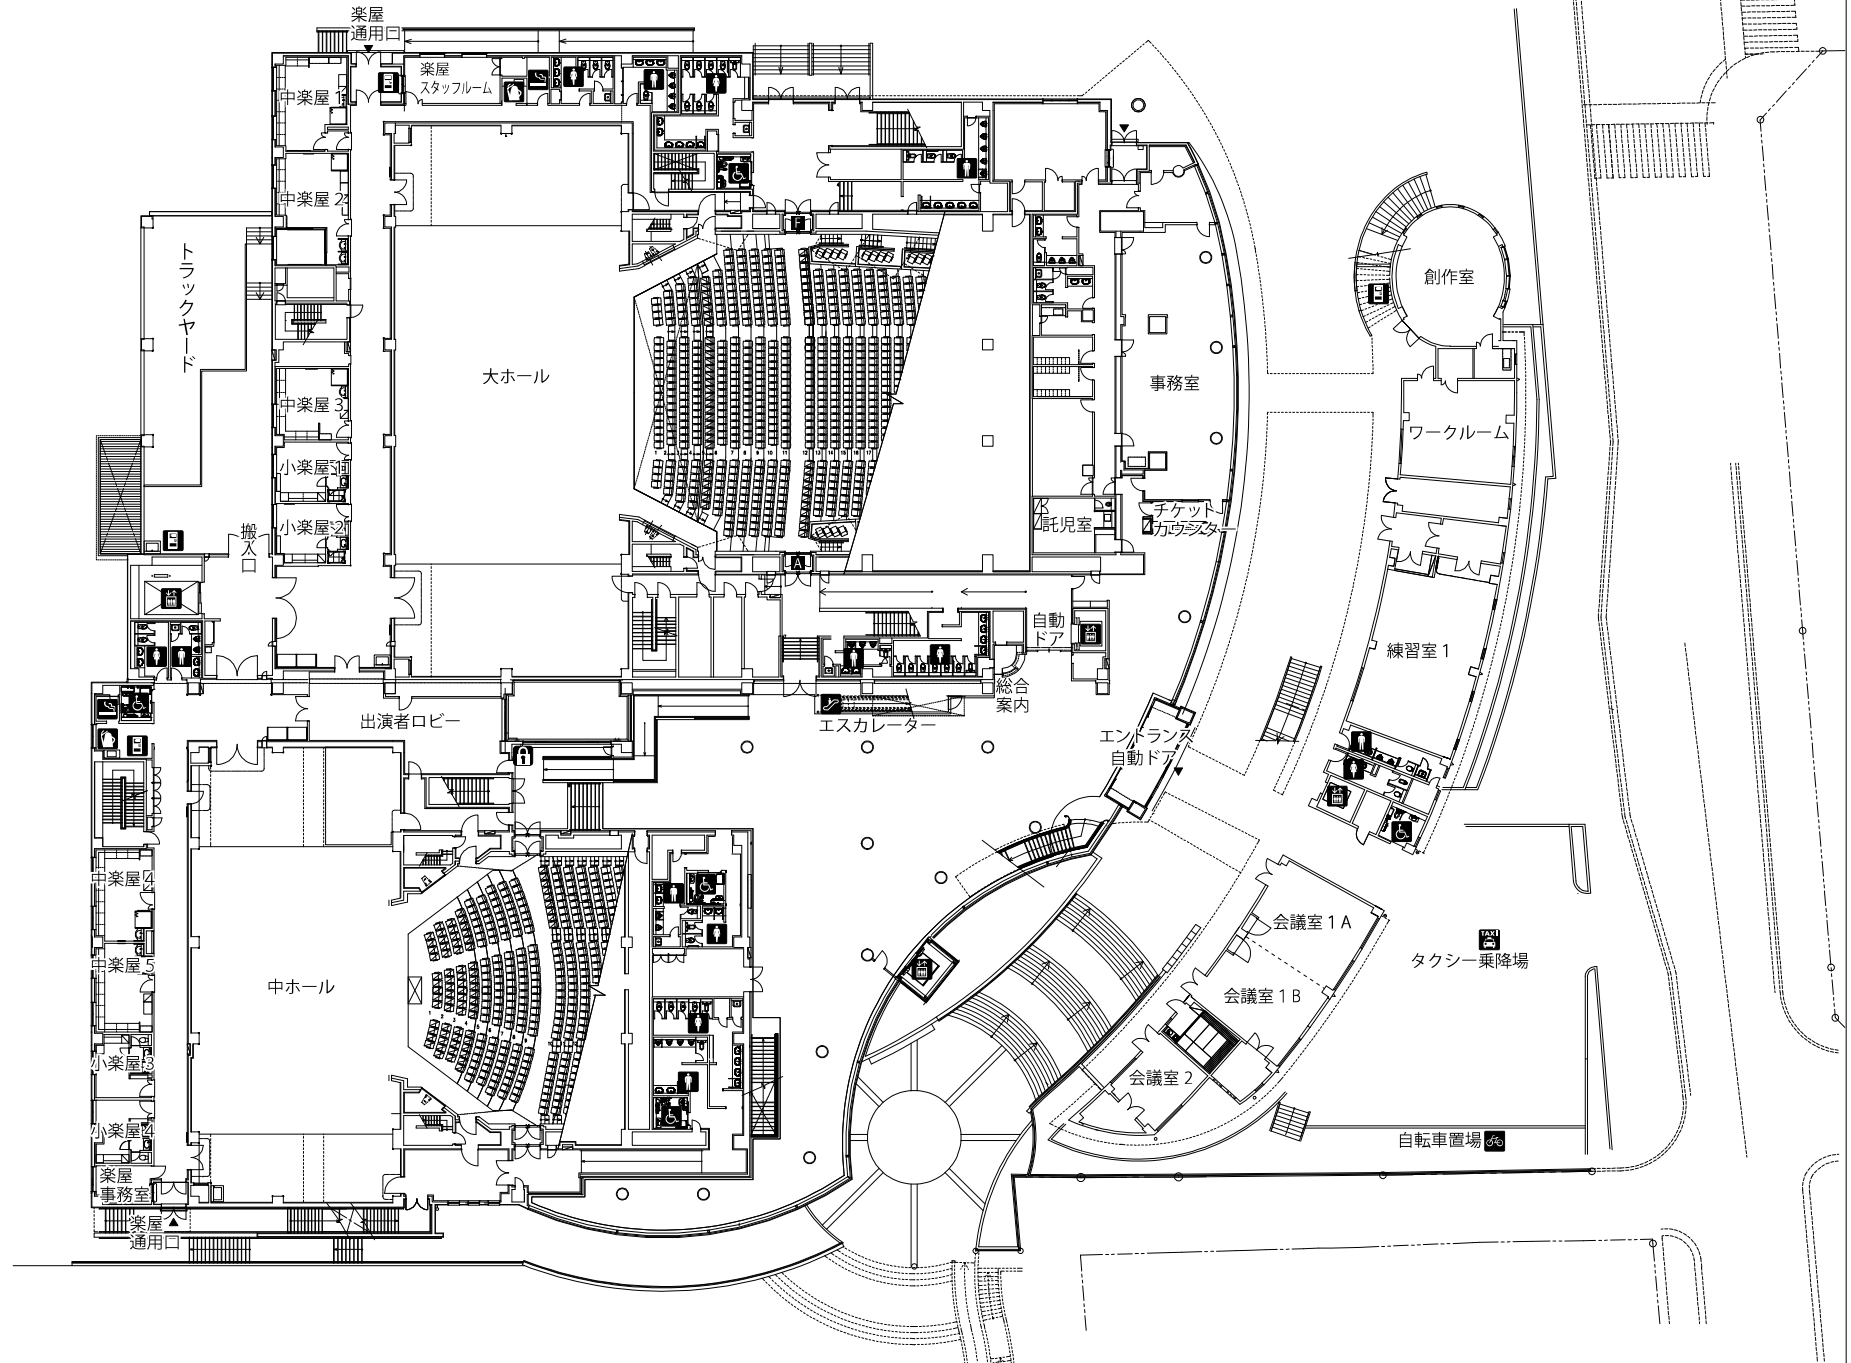 楽屋
通用口
楽屋
スタッフルーム
中楽屋1
中楽屋2
トラックヤード
大ホール
創作室
中楽屋3
事務室
ワークルーム
小楽屋1
小楽屋2
搬入口
託児室
チケット
カウンター
A
自動
ドア
練習室1
総合
案内
出演者ロビー
エスカレーター
エントランス
自動ドア
中楽屋4
中楽屋5
中ホール
会議室1A
会議室1B
TAXI
タクシー乗降場
小楽屋3
会議室2
小楽屋4
自転車置場
楽屋
事務室
楽屋
通用口